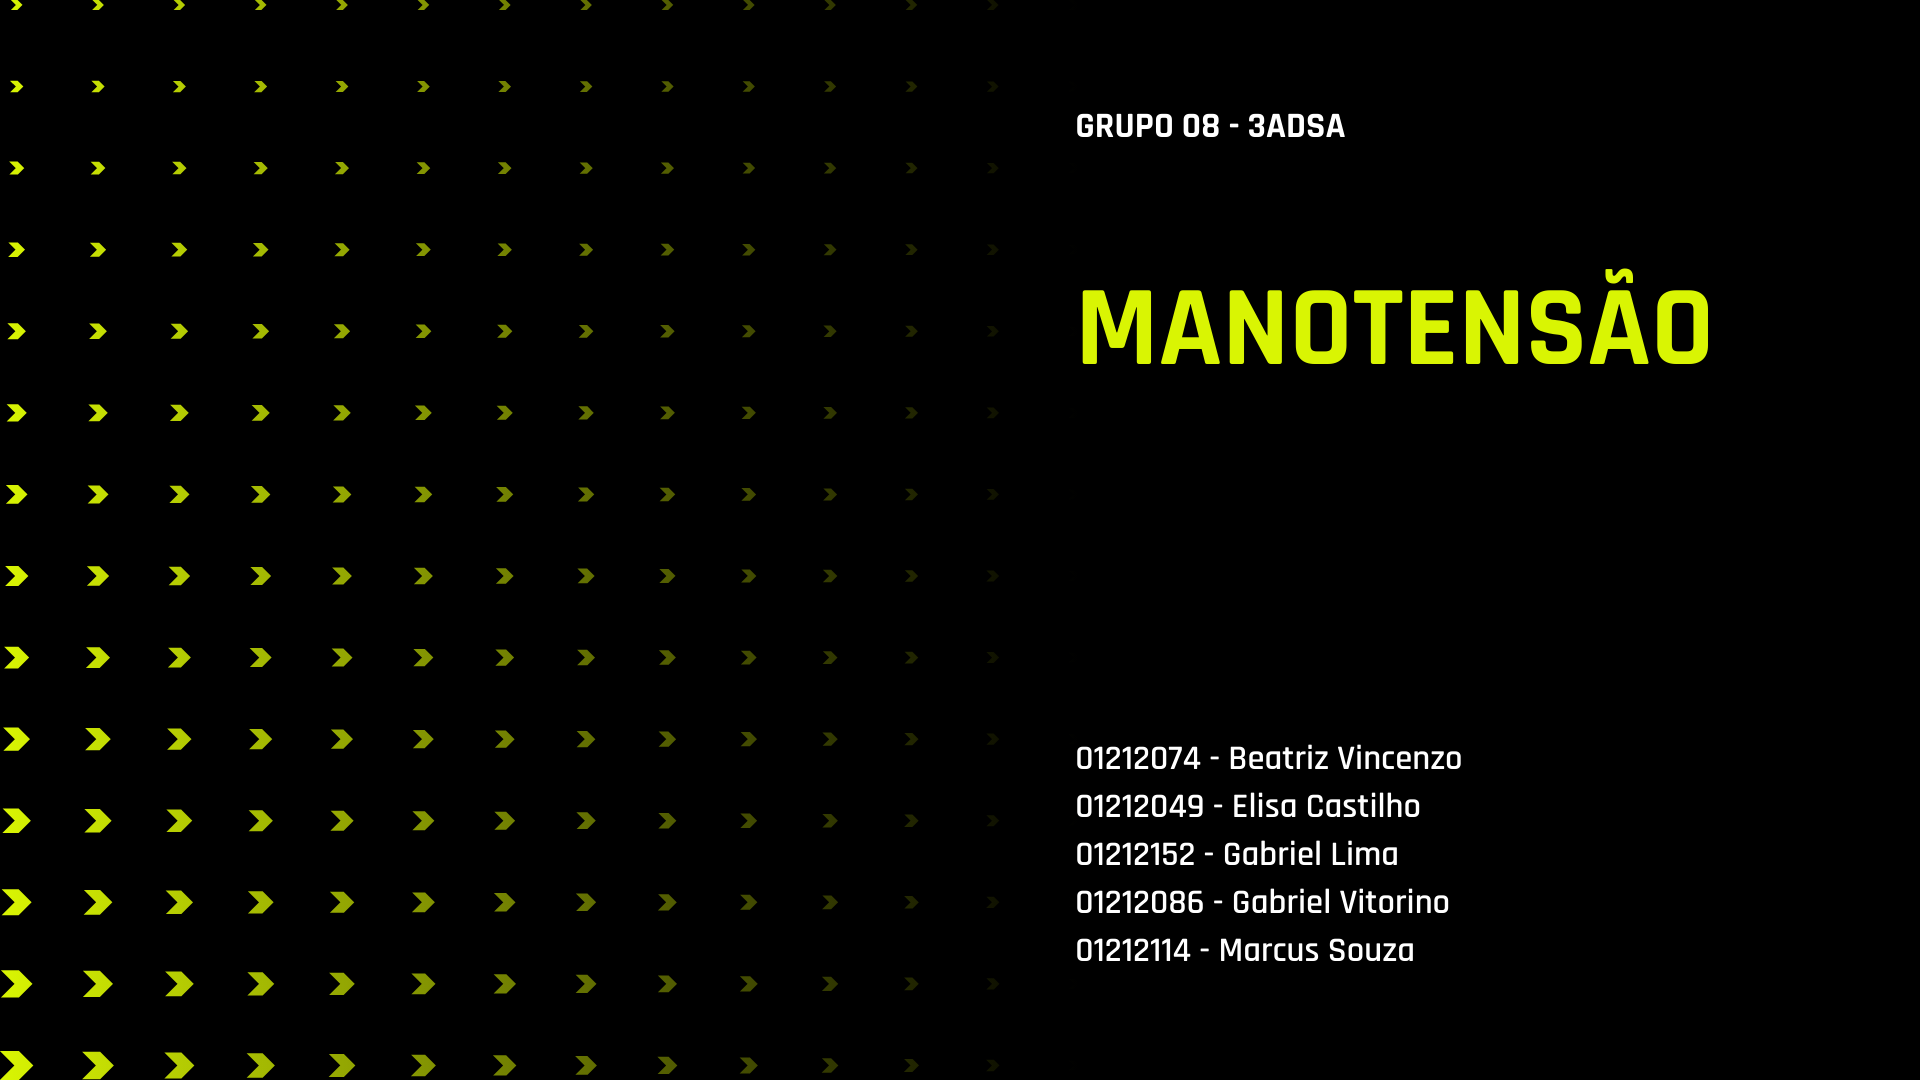 GRUPO 08 - 3ADSA
MANOTENSÃO
01212074 - Beatriz Vincenzo
01212049 - Elisa Castilho
01212152 - Gabriel Lima
01212086 - Gabriel Vitorino
01212114 - Marcus Souza